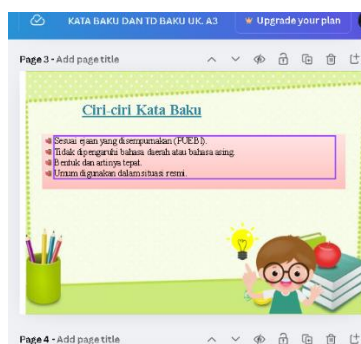 KATA BAKU DAN TD BAKU UK. A3
Upgrade your plan
Page 3 - Add page title
Ciri-ciri Kata Baku
Sesuai ejaan yang disempurnakan (PUEBI).
Tidak dipengaruhi bahasa daerah atau bahasa asing.
Bentuk dan artinya tepat.
Umum digunakan dalam situasi resmi.
Page 4 - Add page title